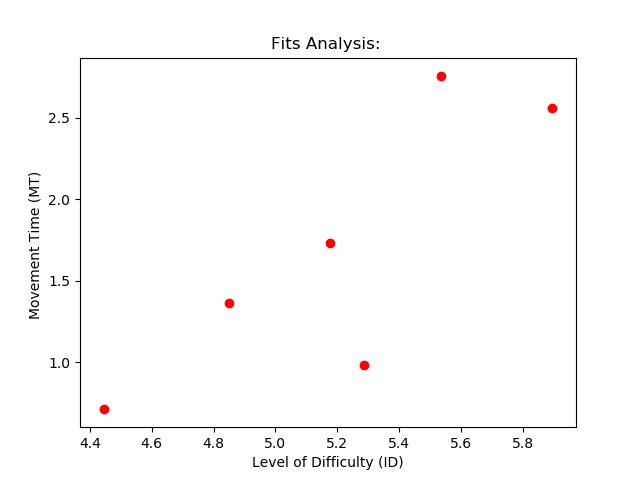 Fits Analysis:
Movement Time (MT)
2.5
2.0
1.5
1.0
4.4 4.6 4.8 5.0 5.2 5.4 5.6 5.8
Level of Difficulty (ID)